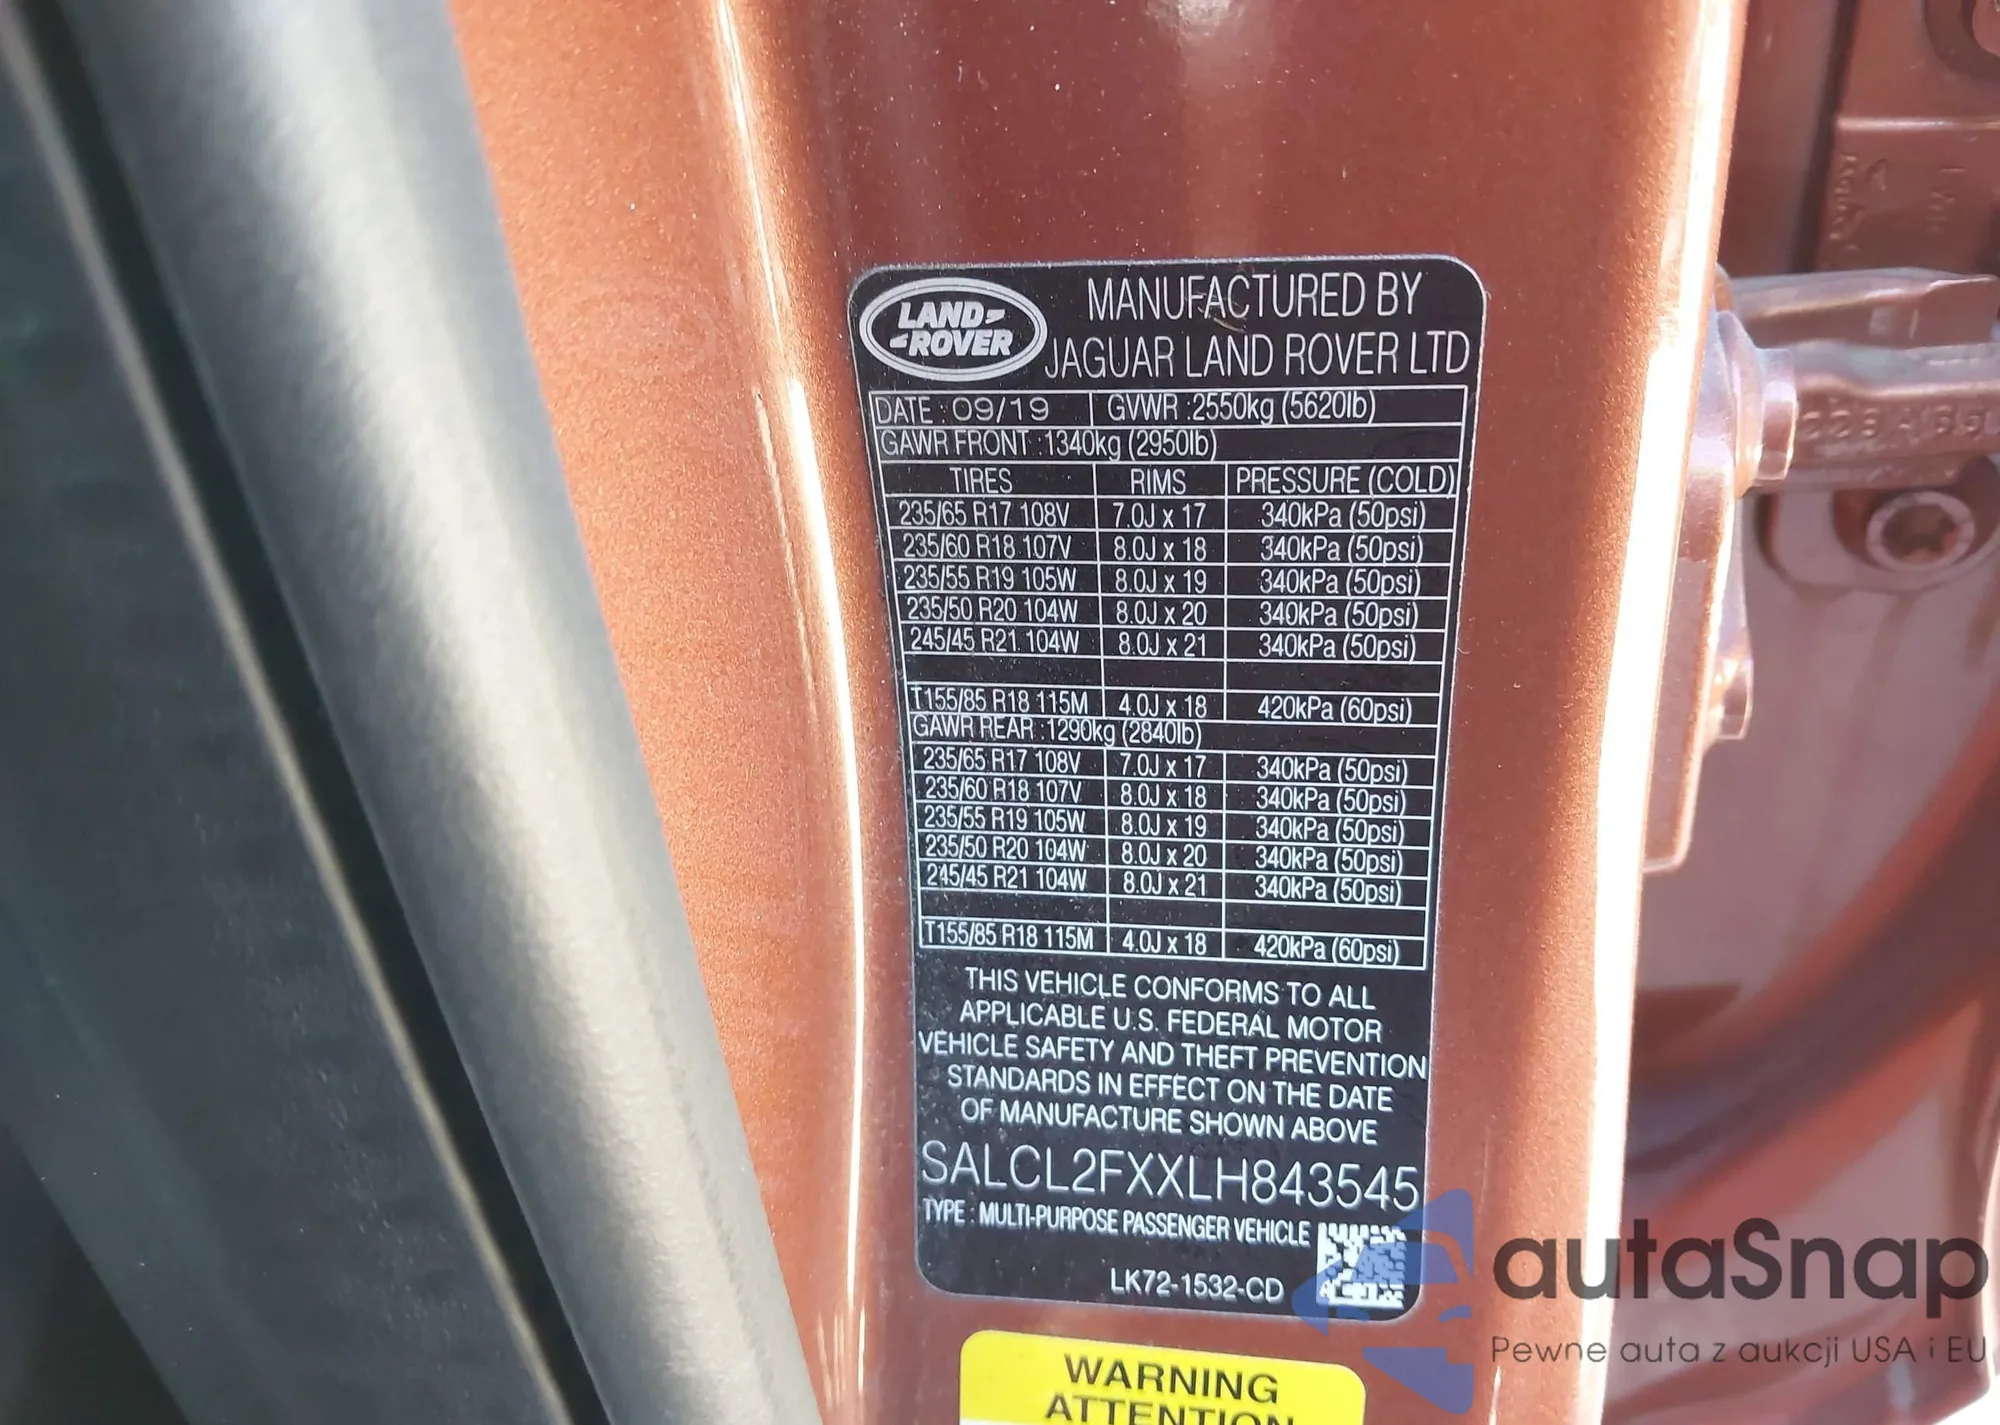 LAND-
-ROVER
MANUFACTURED BY
JAGUAR LAND ROVER LTD
DATE : 09/19 GVWR :2550kg (5620lb)
GAWR FRONT :1340kg (2950lb)
TIRES RIMS PRESSURE (COLD)
235/65 R17 108V 7.0J x 17 340kPa (50psi)
235/60 R18 107V 8.0J x 18 340kPa (50psi)
235/55 R19 105W 8.0J x 19 340kPa (50psi)
235/50 R20 104W 8.0J x 20 340kPa (50psi)
245/45 R21 104W 8.0J x 21 340kPa (50psi)
T155/85 R18 115M 4.0J x 18 420kPa (60psi)
GAWR REAR :1290kg (2840lb)
235/65 R17 108V 7.0J x 17 340kPa (50psi)
235/60 R18 107V 8.0J x 18 340kPa (50psi)
235/55 R19 105W 8.0J x 19 340kPa (50psi)
235/50 R20 104W 8.0J x 20 340kPa (50psi)
245/45 R21 104W 8.0J x 21 340kPa (50psi)
T155/85 R18 115M 4.0J x 18 420kPa (60psi)
THIS VEHICLE CONFORMS TO ALL
APPLICABLE U.S. FEDERAL MOTOR
VEHICLE SAFETY AND THEFT PREVENTION
STANDARDS IN EFFECT ON THE DATE
OF MANUFACTURE SHOWN ABOVE
SALCL2FXXLH843545
TYPE : MULTI-PURPOSE PASSENGER VEHICLE
LK72-1532-CD
WARNING
ATTENTION
autaSnap
Pewne auta z aukcji USA i EU